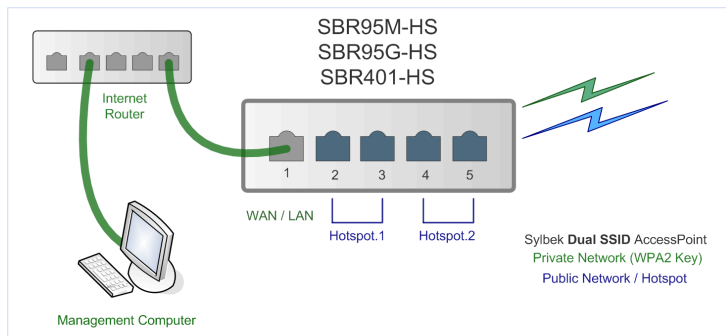 SBR95M-HS
SBR95G-HS
SBR401-HS
Internet
Router
1 2 3 4 5
WAN / LAN
Hotspot.1 Hotspot.2
Sylbek Dual SSID AccessPoint
Private Network (WPA2 Key)
Public Network / Hotspot
Management Computer